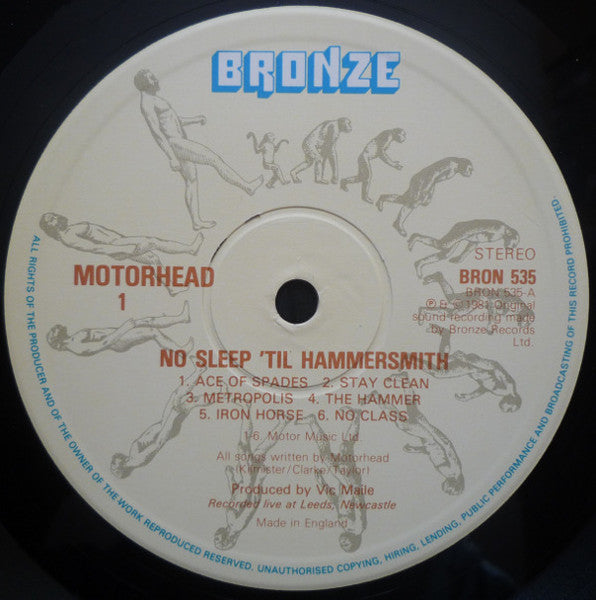 BRONZE
STEREO
BRON 535
BRON 535-A
℗ & © 1981 Original
sound recording made
by Bronze Records
Ltd.
MOTORHEAD
1
NO SLEEP 'TIL HAMMERSMITH
1. ACE OF SPADES 2. STAY CLEAN
3. METROPOLIS 4. THE HAMMER
5. IRON HORSE 6. NO CLASS
-6. Motor Music Ltd.
All songs written by Motorhead
(Kilmister/Clarke/Taylor)
Produced by Vic Maile
Recorded live at Leeds, Newcastle
Made in England
ALL RIGHTS OF THE PRODUCER AND OF THE OWNER OF THE WORK REPRODUCED RESERVED. UNAUTHORISED COPYING, HIRING, LENDING, PUBLIC PERFORMANCE AND BROADCASTING OF THIS RECORD PROHIBITED.